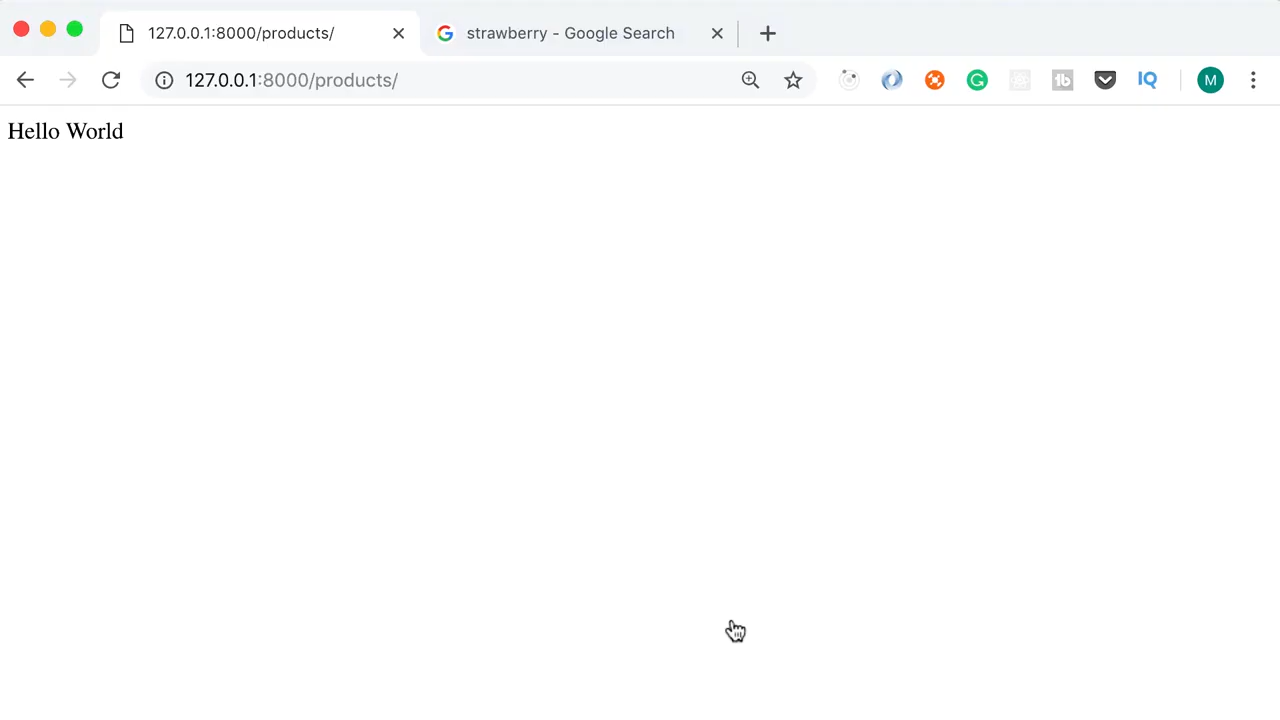 127.0.0.1:8000/products/
strawberry - Google Search
127.0.0.1:8000/products/
IQ
M
Hello World